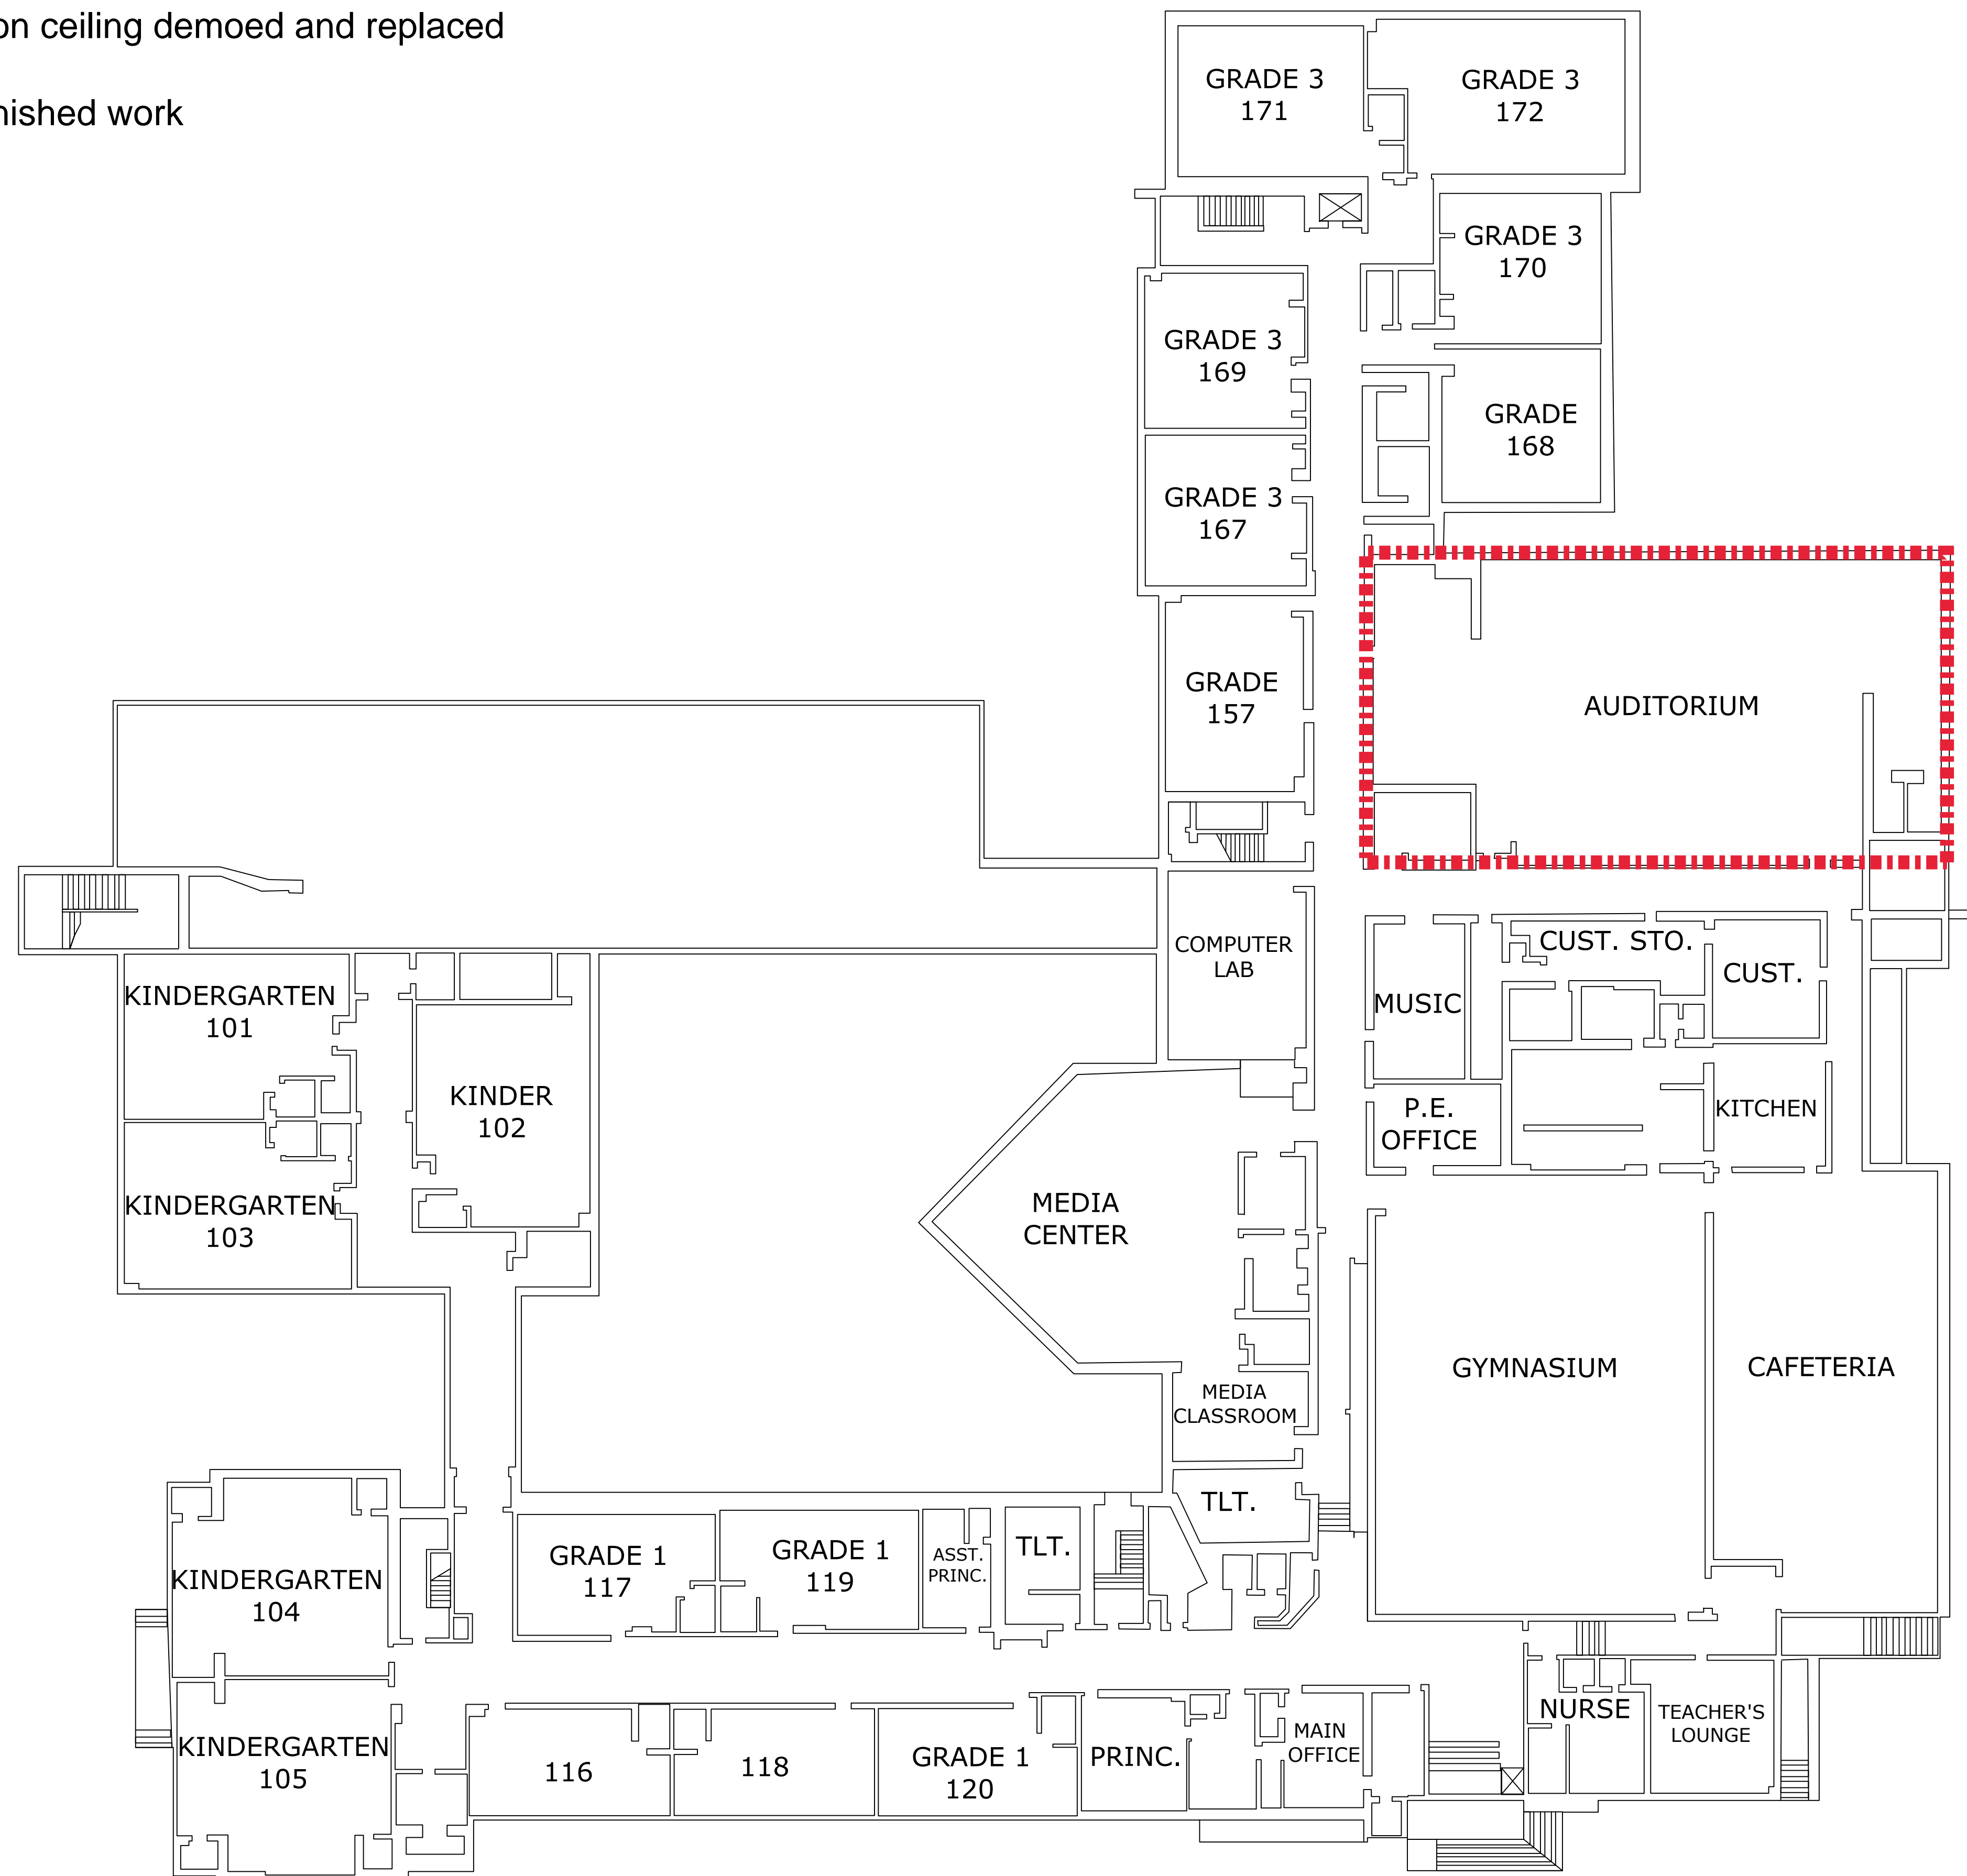 on ceiling demoed and replaced
nished work
GRADE 3
171
GRADE 3
172
GRADE 3
170
GRADE 3
169
GRADE
168
GRADE 3
167
GRADE
157
AUDITORIUM
COMPUTER
LAB
MUSIC
CUST. STO.
CUST.
KINDERGARTEN
101
KINDER
102
P.E.
OFFICE
KITCHEN
KINDERGARTEN
103
MEDIA
CENTER
GYMNASIUM
CAFETERIA
MEDIA
CLASSROOM
TLT.
GRADE 1
117
GRADE 1
119
ASST.
PRINC.
TLT.
KINDERGARTEN
104
KINDERGARTEN
105
116
118
GRADE 1
120
PRINC.
MAIN
OFFICE
NURSE
TEACHER'S
LOUNGE